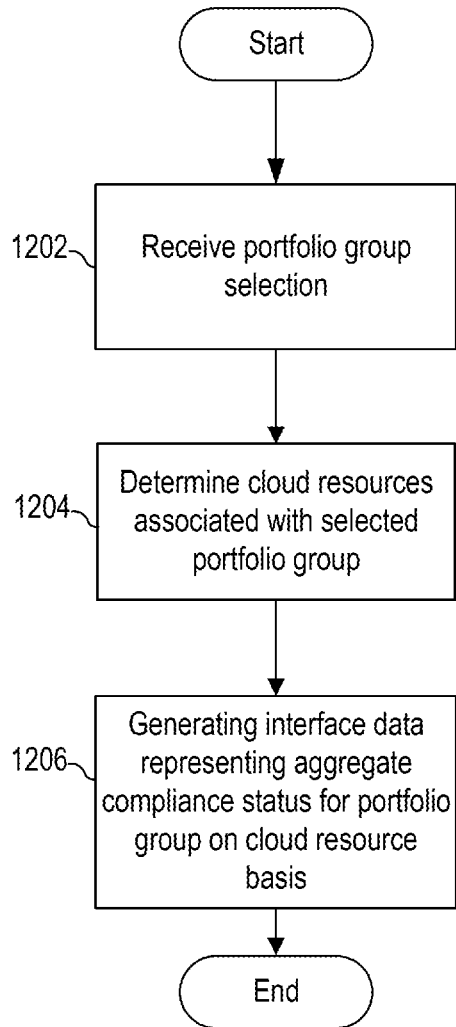 Start
1202
Receive portfolio group
selection
1204
Determine cloud resources
associated with selected
portfolio group
1206
Generating interface data
representing aggregate
compliance status for portfolio
group on cloud resource
basis
End